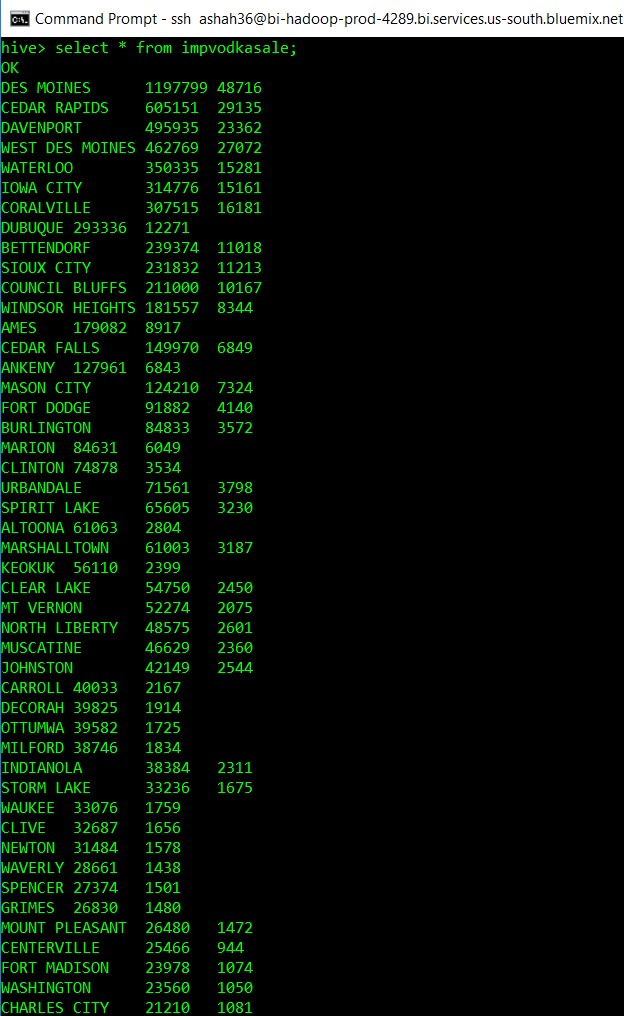 Command Prompt - ssh ashah36@bi-hadoop-prod-4289.bi.services.us-south.bluemix.net
hive> select * from impvodkasale;
OK
DES MOINES 1197799 48716
CEDAR RAPIDS 605151 29135
DAVENPORT 495935 23362
WEST DES MOINES 462769 27072
WATERLOO 350335 15281
IOWA CITY 314776 15161
CORALVILLE 307515 16181
DUBUQUE 293336 12271
BETTENDORF 239374 11018
SIOUX CITY 231832 11213
COUNCIL BLUFFS 211000 10167
WINDSOR HEIGHTS 181557 8344
AMES 179082 8917
CEDAR FALLS 149970 6849
ANKENY 127961 6843
MASON CITY 124210 7324
FORT DODGE 91882 4140
BURLINGTON 84833 3572
MARION 84631 6049
CLINTON 74878 3534
URBANDALE 71561 3798
SPIRIT LAKE 65605 3230
ALTOONA 61063 2804
MARSHALLTOWN 61003 3187
KEOKUK 56110 2399
CLEAR LAKE 54750 2450
MT VERNON 52274 2075
NORTH LIBERTY 48575 2601
MUSCATINE 46629 2360
JOHNSTON 42149 2544
CARROLL 40033 2167
DECORAH 39825 1914
OTTUMWA 39582 1725
MILFORD 38746 1834
INDIANOLA 38384 2311
STORM LAKE 33236 1675
WAUKEE 33076 1759
CLIVE 32687 1656
NEWTON 31484 1578
WAVERLY 28661 1438
SPENCER 27374 1501
GRIMES 26830 1480
MOUNT PLEASANT 26480 1472
CENTERVILLE 25466 944
FORT MADISON 23978 1074
WASHINGTON 23560 1050
CHARLES CITY 21210 1081